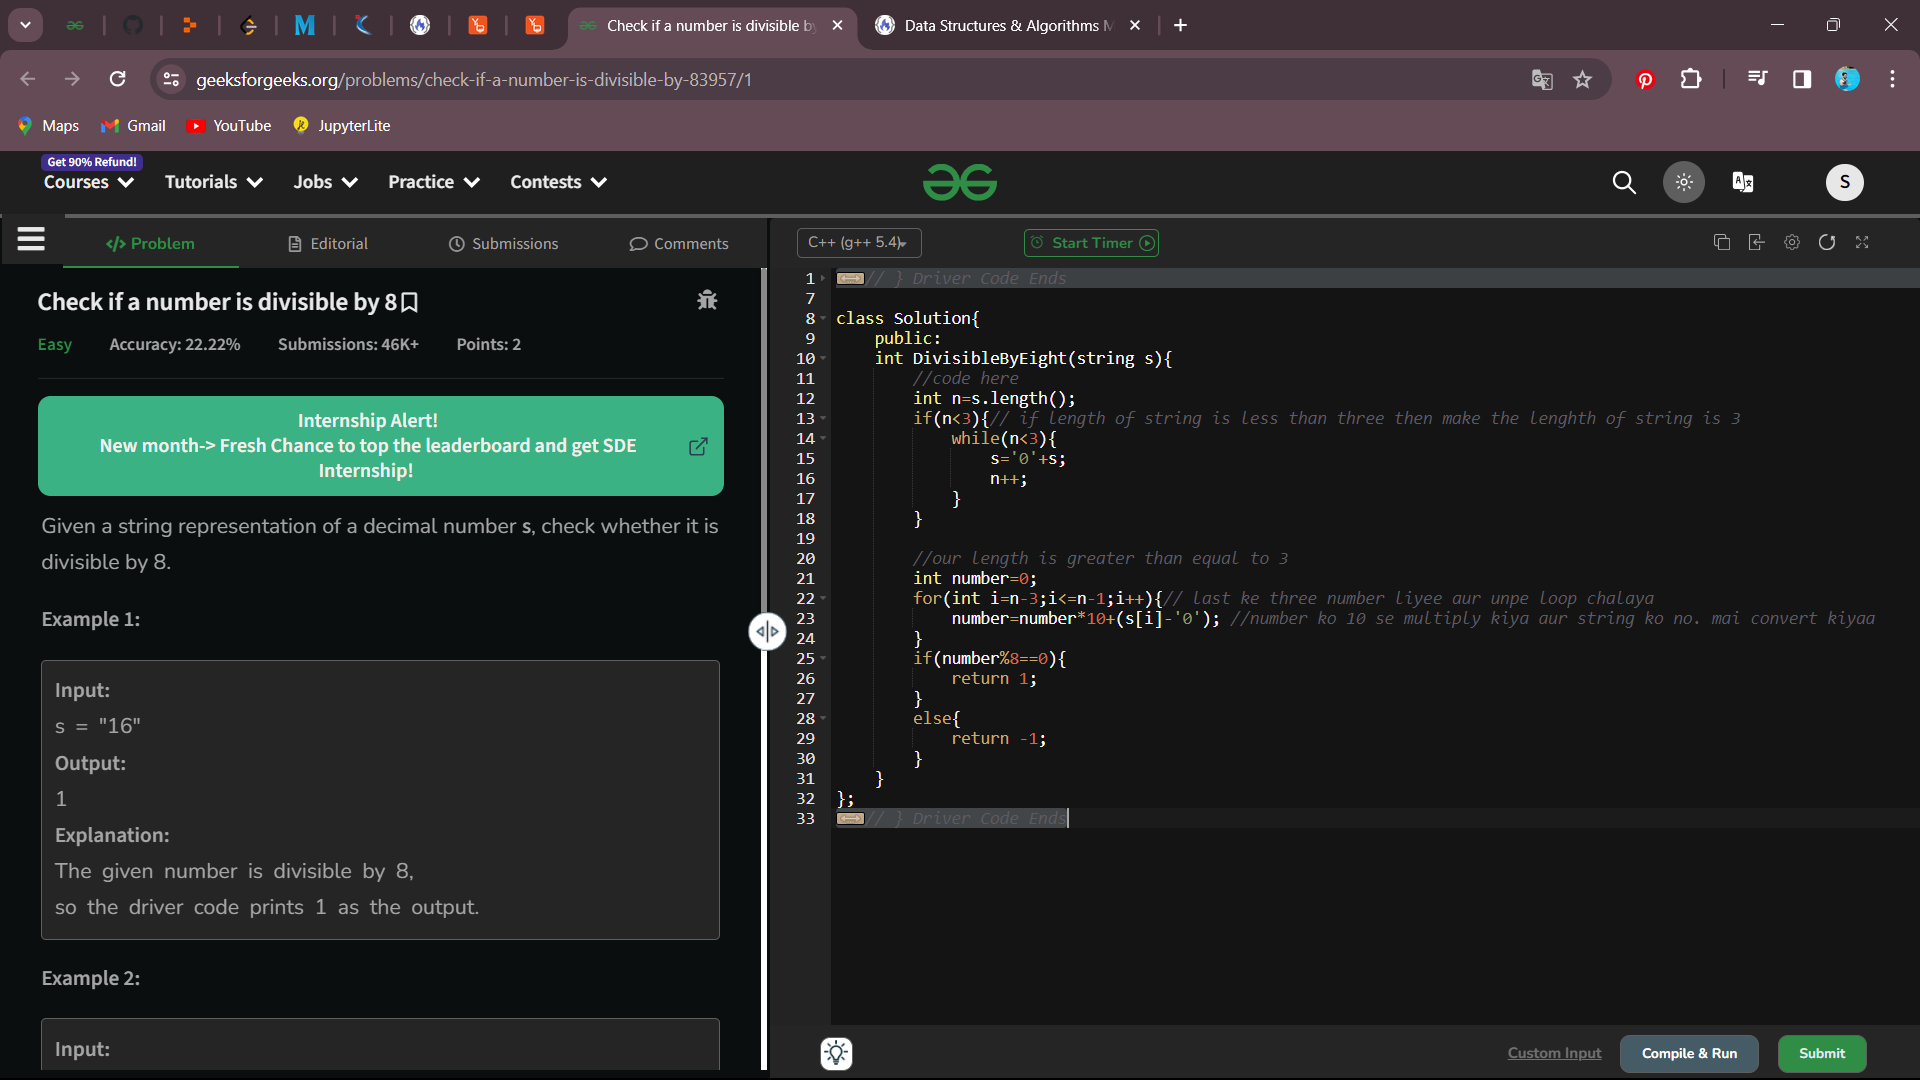 Check if a number is divisible by
Data Structures & Algorithms M
geeksforgeeks.org/problems/check-if-a-number-is-divisible-by-83957/1
Maps
Gmail
YouTube
JupyterLite
Get 90% Refund!
Courses
Tutorials
Jobs
Practice
Contests
S
Problem
Editorial
Submissions
Comments
C++ (g++ 5.4)
Start Timer
Check if a number is divisible by 8
Easy
Accuracy: 22.22%
Submissions: 46K+
Points: 2
Internship Alert!
New month-> Fresh Chance to top the leaderboard and get SDE
Internship!
Given a string representation of a decimal number s, check whether it is
divisible by 8.
Example 1:
Input:
s = "16"
Output:
1
Explanation:
The given number is divisible by 8,
so the driver code prints 1 as the output.
Example 2:
Input:
1 // } Driver Code Ends
7
8 class Solution{
9 public:
10 int DivisibleByEight(string s){
11 //code here
12 int n=s.length();
13 if(n<3){// if length of string is less than three then make the lenghth of string is 3
14 while(n<3){
15 s='0'+s;
16 n++;
17 }
18 }
19
20 //our length is greater than equal to 3
21 int number=0;
22 for(int i=n-3;i<=n-1;i++){// last ke three number liyee aur unpe loop chalaya
23 number=number*10+(s[i]-'0'); //number ko 10 se multiply kiya aur string ko no. mai convert kiyaa
24 }
25 if(number%8==0){
26 return 1;
27 }
28 else{
29 return -1;
30 }
31 }
32 };
33 // } Driver Code Ends
Custom Input
Compile & Run
Submit